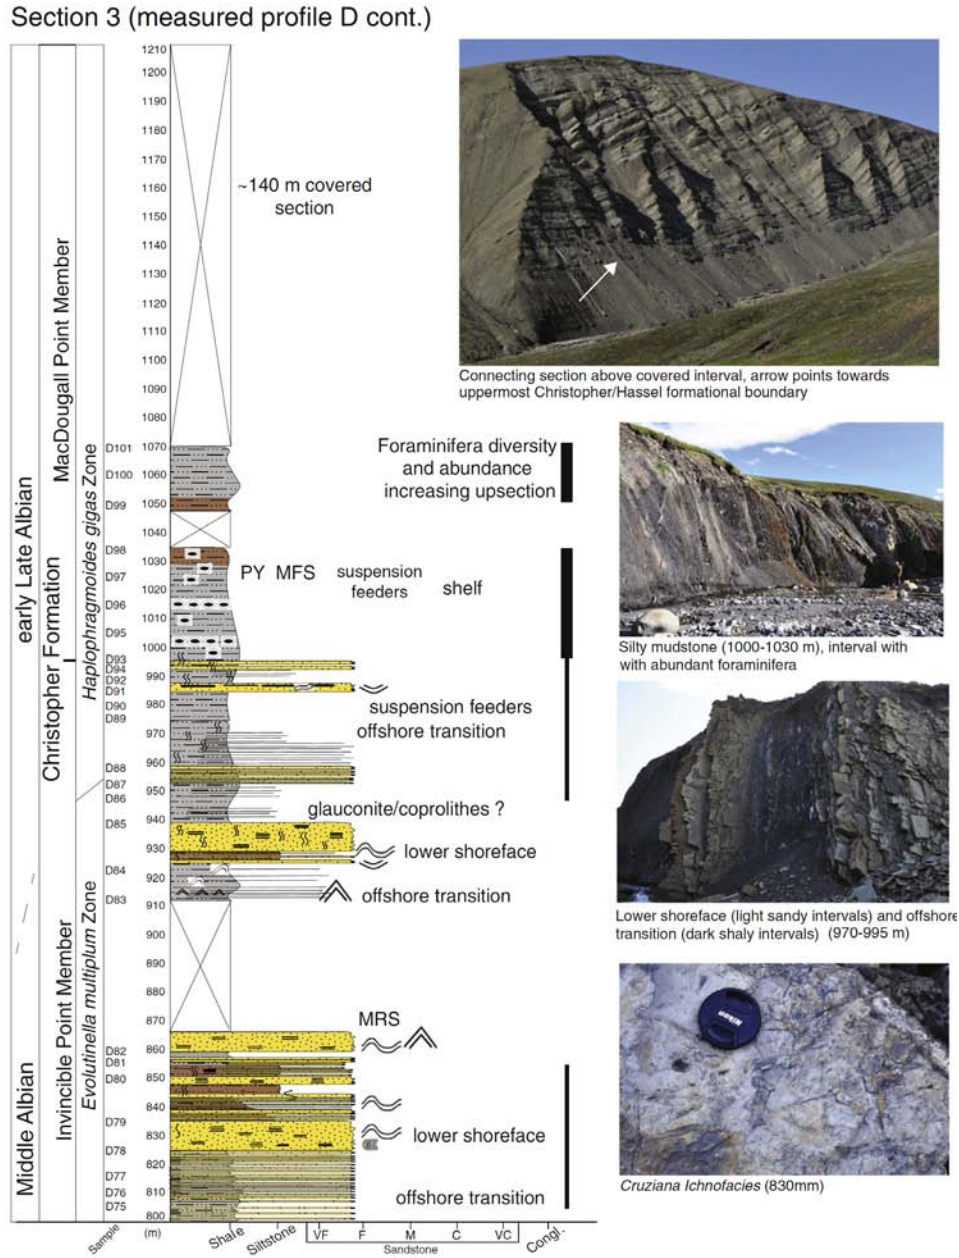 Section 3 (measured profile D cont.)
early Late Albian
Middle Albian
Christopher Formation
MacDougall Point Member
Invincible Point Member
Haplophragmoides gigas Zone
Evolutinella multiplum Zone
1210
1200
1190
1180
1170
1160
1150
1140
1130
1120
1110
1100
1090
1080
1070
1060
1050
1040
1030
1020
1010
1000
990
980
970
960
950
940
930
920
910
900
890
880
870
860
850
840
830
820
810
800
(m)
D101
D100
D99
D98
D97
D96
D95
D93
D94
D92
D91
D90
D89
D88
D87
D86
D85
D84
D83
D82
D81
D80
D79
D78
D77
D76
D75
Sample
~140 m covered
section
Foraminifera diversity
and abundance
increasing upsection
PY MFS
suspension
feeders
shelf
suspension feeders
offshore transition
glauconite/coprolithes ?
lower shoreface
offshore transition
MRS
lower shoreface
offshore transition
Shale
Siltstone
VF
F
M
C
VC
Congl.
Sandstone
Connecting section above covered interval, arrow points towards
uppermost Christopher/Hassel formational boundary
Silty mudstone (1000-1030 m), interval with
with abundant foraminifera
Lower shoreface (light sandy intervals) and offshore
transition (dark shaly intervals) (970-995 m)
Nikon
Cruziana Ichnofacies (830mm)